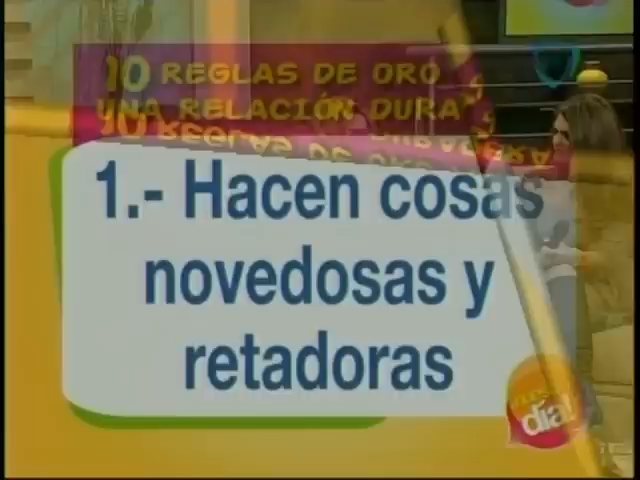 10 REGLAS DE ORO
UNA RELACIÓN DURA
1.- Hacen cosas
novedosas y
retadoras
día!